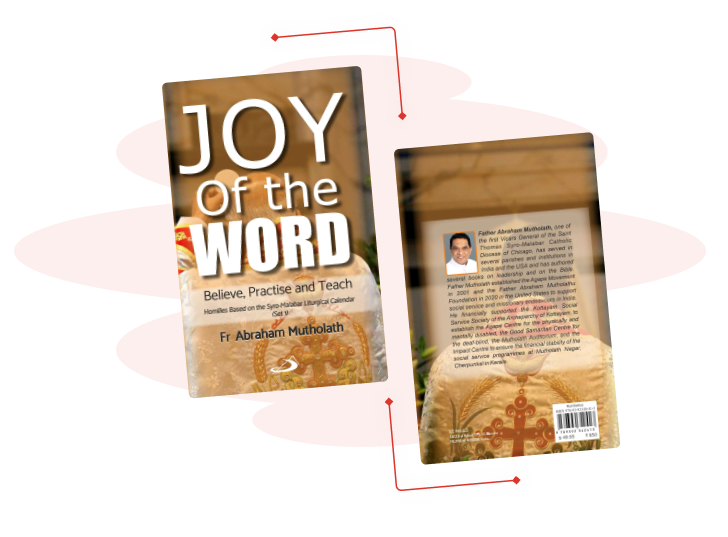 JOY
Of the
WORD
Believe, Practise and Teach
Homilies Based on the Syro-Malabar Liturgical Calendar
(Set 1)
Fr Abraham Mutholath
Father Abraham Mutholath, one of
the first Vicars General of the Saint
Thomas Syro-Malabar Catholic
Diocese of Chicago, has served in
several parishes and institutions in
India and the USA and has authored
several books on leadership and on the Bible.
Father Mutholath established the Agape Movement
in 2001 and the Father Abraham Mutholathu
Foundation in 2020 in the United States to support
social service and missionary endeavours in India.
He financially supported the Kottayam Social
Service Society of the Archeparchy of Kottayam, to
establish the Agape Centre for the physically and
mentally disabled, the Good Samaritan Centre for
the deaf-blind, the Mutholath Auditorium, and the
Impact Centre to ensure the financial stability of the
social service programmes at Mutholath Nagar,
Cherpunkal in Kerala.